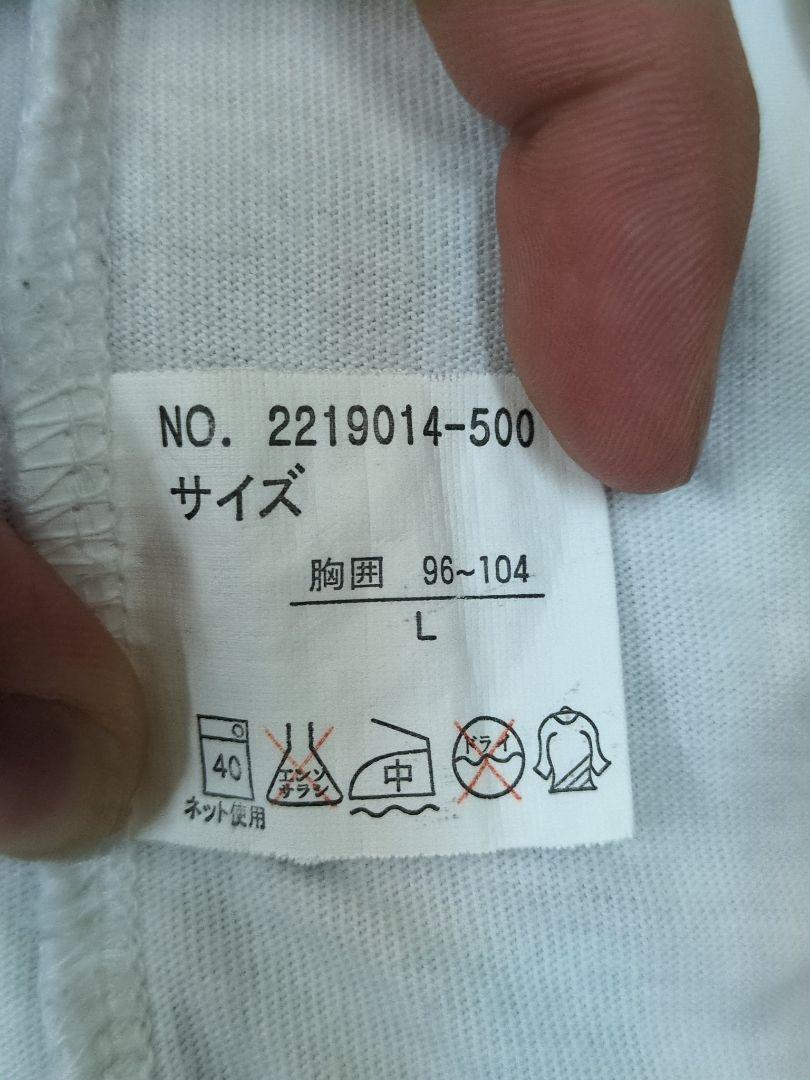 NO. 2219014-500
サイズ
胸囲 96~104
L
40
エンソ
サラシ
中
ドライ
ネット使用